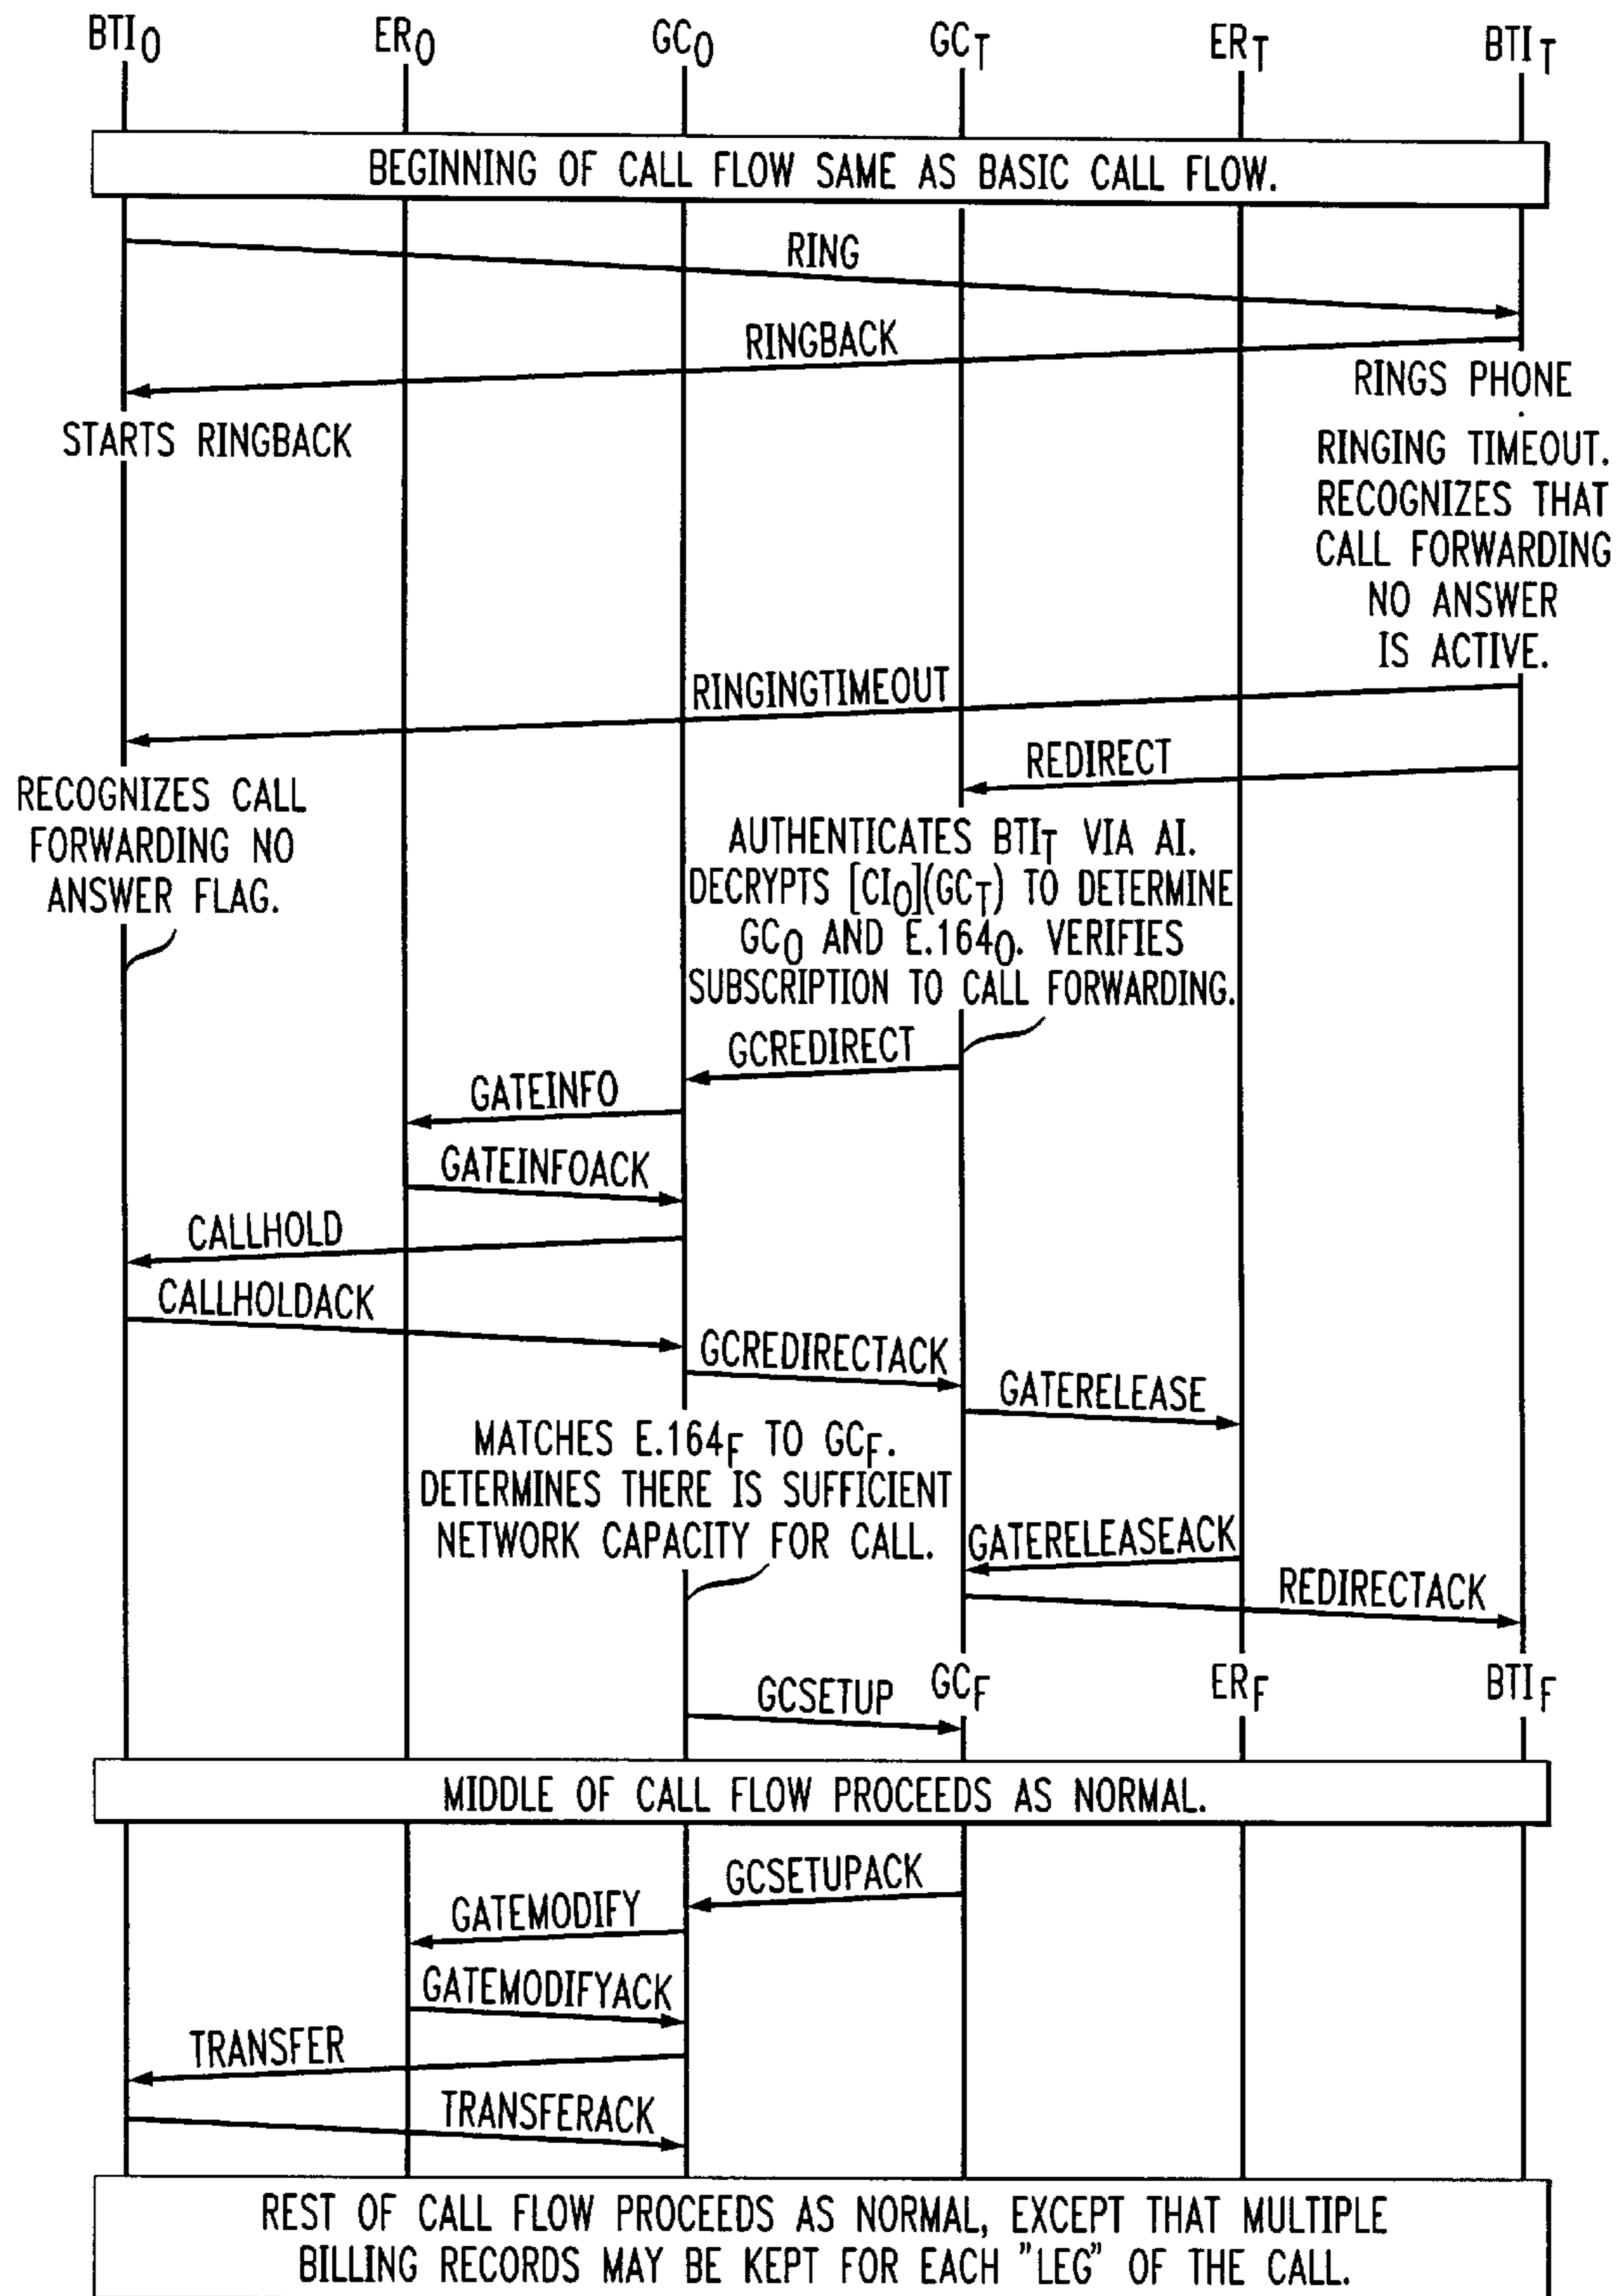 BTIO ERO GCO GCT ERT BTIT
BEGINNING OF CALL FLOW SAME AS BASIC CALL FLOW.
RING
RINGBACK
RINGS PHONE
STARTS RINGBACK
RINGING TIMEOUT.
RECOGNIZES THAT
CALL FORWARDING
NO ANSWER
IS ACTIVE.
RINGINGTIMEOUT
REDIRECT
RECOGNIZES CALL
FORWARDING NO
ANSWER FLAG.
AUTHENTICATES BTIT VIA AI.
DECRYPTS [CIO](GCT) TO DETERMINE
GCO AND E.164O. VERIFIES
SUBSCRIPTION TO CALL FORWARDING.
GCREDIRECT
GATEINFO
GATEINFOACK
CALLHOLD
CALLHOLDACK
GCREDIRECTACK
GATERELEASE
MATCHES E.164F TO GCF.
DETERMINES THERE IS SUFFICIENT
NETWORK CAPACITY FOR CALL.
GATERELEASEACK
REDIRECTACK
GCSETUP
GCF ERF BTIF
MIDDLE OF CALL FLOW PROCEEDS AS NORMAL.
GCSETUPACK
GATEMODIFY
GATEMODIFYACK
TRANSFER
TRANSFERACK
REST OF CALL FLOW PROCEEDS AS NORMAL, EXCEPT THAT MULTIPLE
BILLING RECORDS MAY BE KEPT FOR EACH "LEG" OF THE CALL.